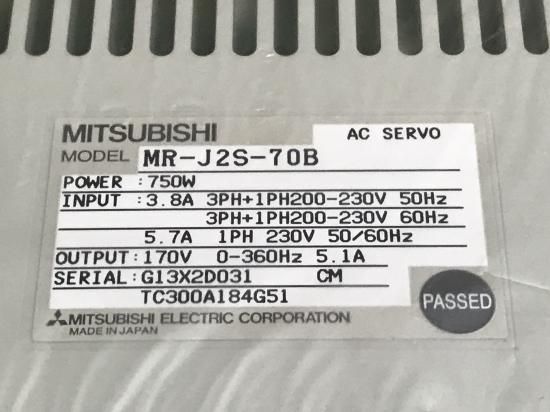 MITSUBISHI AC SERVO
MODEL MR-J2S-70B
POWER : 750W
INPUT : 3.8A 3PH+1PH200-230V 50Hz
3PH+1PH200-230V 60Hz
5.7A 1PH 230V 50/60Hz
OUTPUT: 170V 0-360Hz 5.1A
SERIAL: G13X2D031 CM
TC300A184G51
PASSED
MITSUBISHI ELECTRIC CORPORATION
MADE IN JAPAN